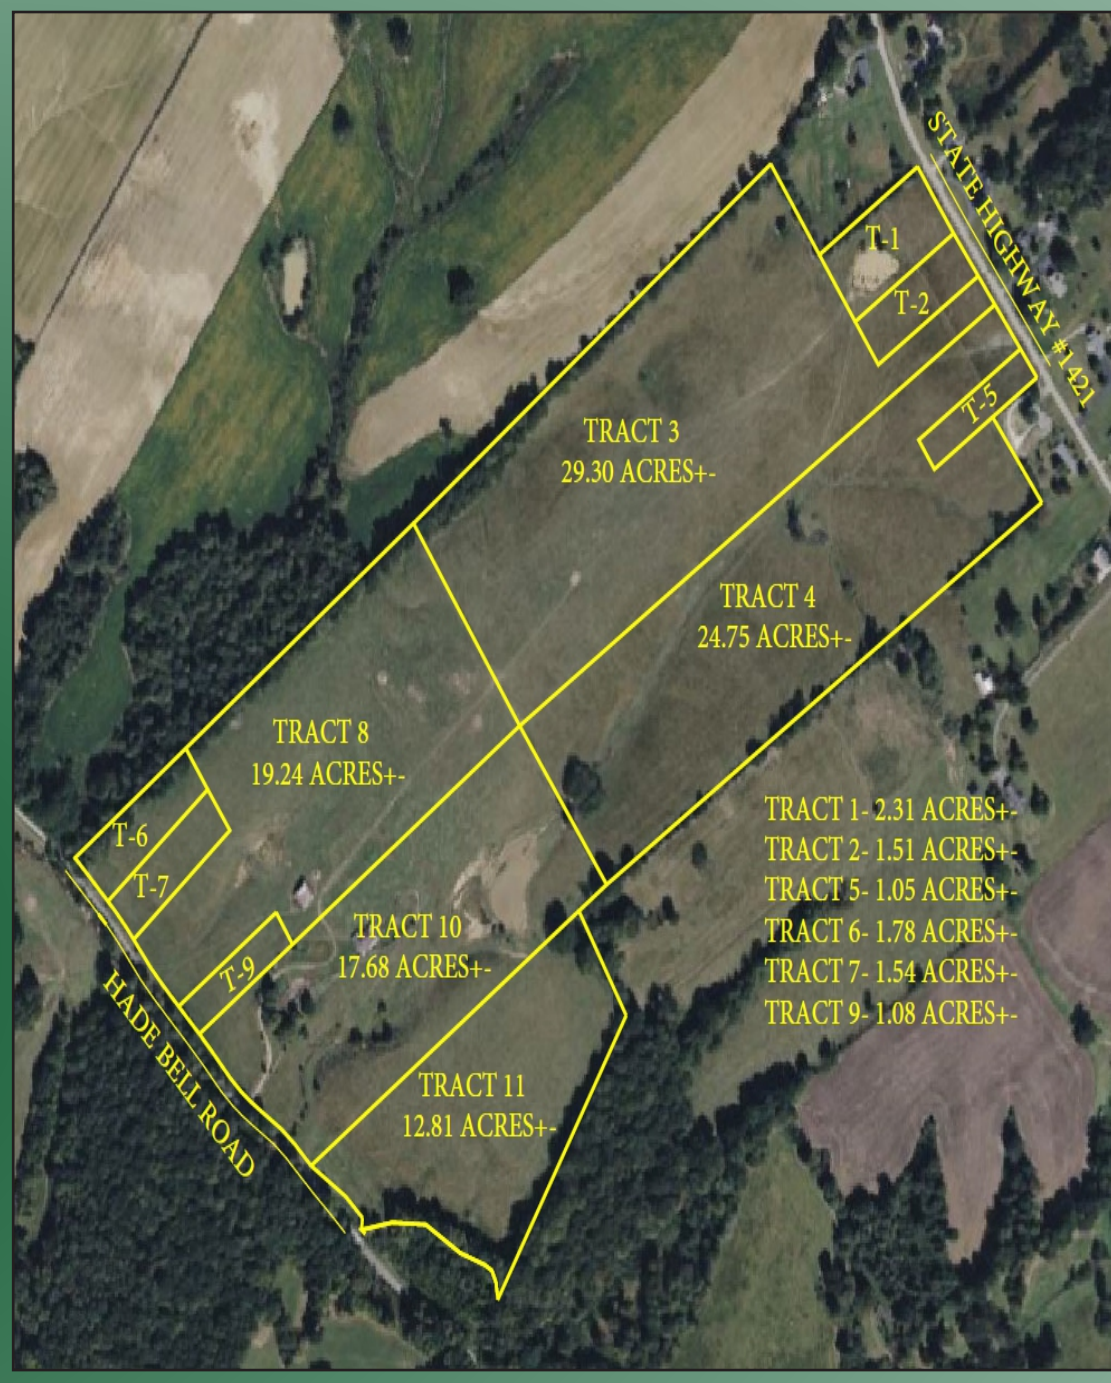 STATE HIGHWAY #1421
T-1
T-2
T-5
TRACT 3
29.30 ACRES+-
TRACT 4
24.75 ACRES+-
TRACT 8
19.24 ACRES+-
T-6
T-7
T-9
TRACT 10
17.68 ACRES+-
TRACT 11
12.81 ACRES+-
HADE BELL ROAD
TRACT 1- 2.31 ACRES+-
TRACT 2- 1.51 ACRES+-
TRACT 5- 1.05 ACRES+-
TRACT 6- 1.78 ACRES+-
TRACT 7- 1.54 ACRES+-
TRACT 9- 1.08 ACRES+-